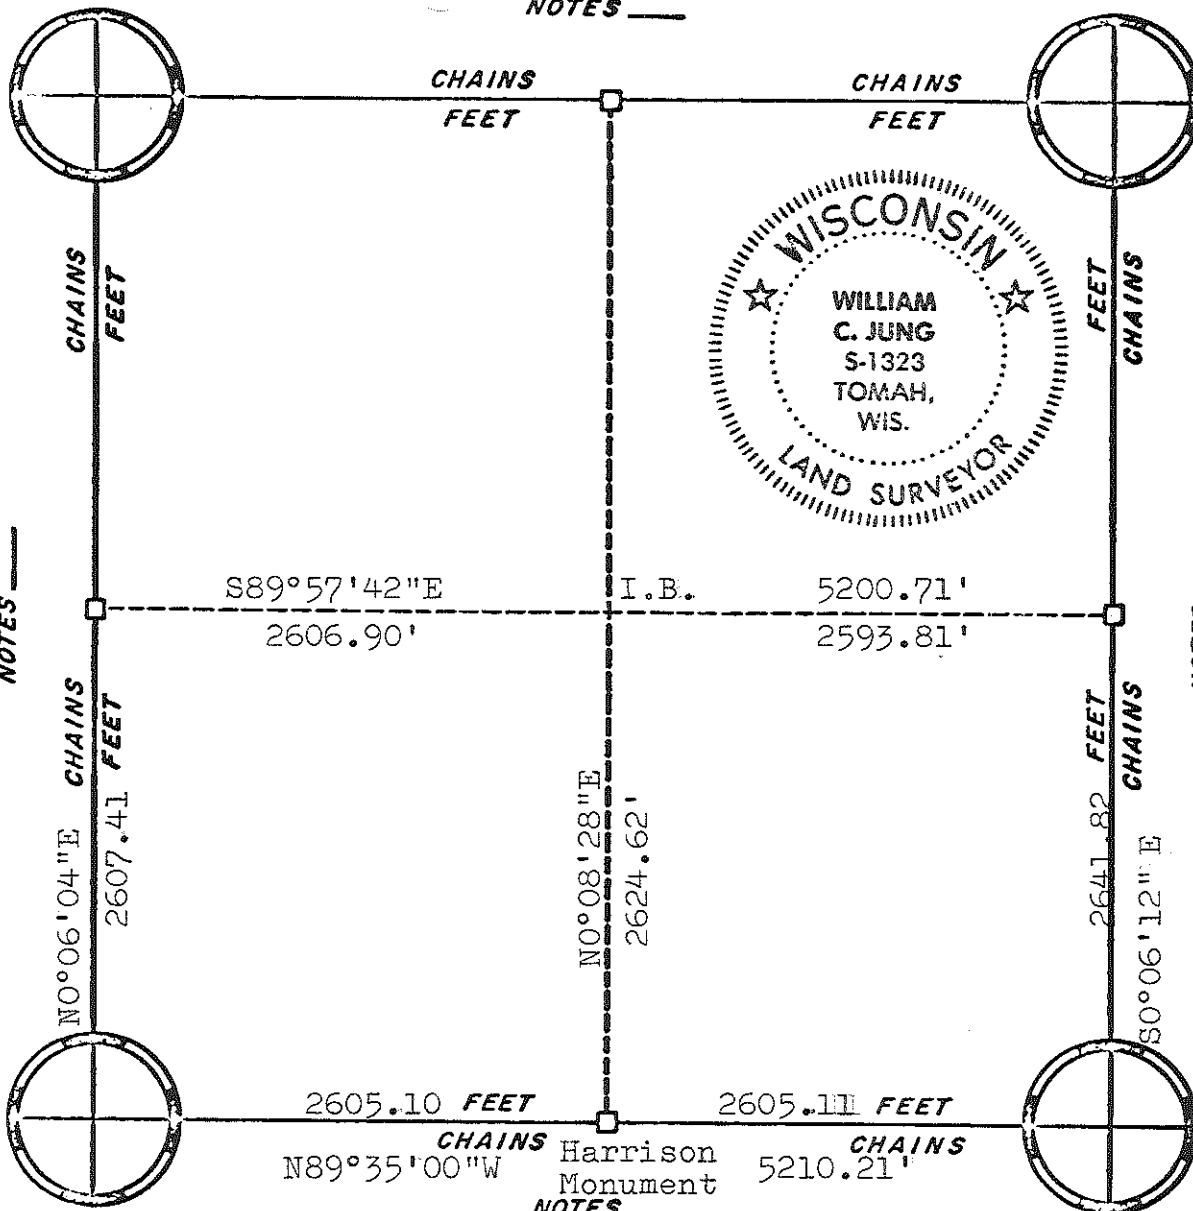 NOTES
CHAINS
FEET
CHAINS
FEET
CHAINS
FEET
WISCONSIN
WILLIAM
C. JUNG
S-1323
TOMAH,
WIS.
LAND SURVEYOR
FEET
CHAINS
NOTES
S89°57'42"E
I.B.
5200.71'
2606.90'
2593.81'
CHAINS
FEET
N0°06'04"E
2607.41
N0°08'28"E
2624.62'
FEET
CHAINS
2641.82
S0°06'12"E
2605.10 FEET
2605.11 FEET
CHAINS
CHAINS
N89°35'00"W
Harrison
Monument
5210.21'
NOTES